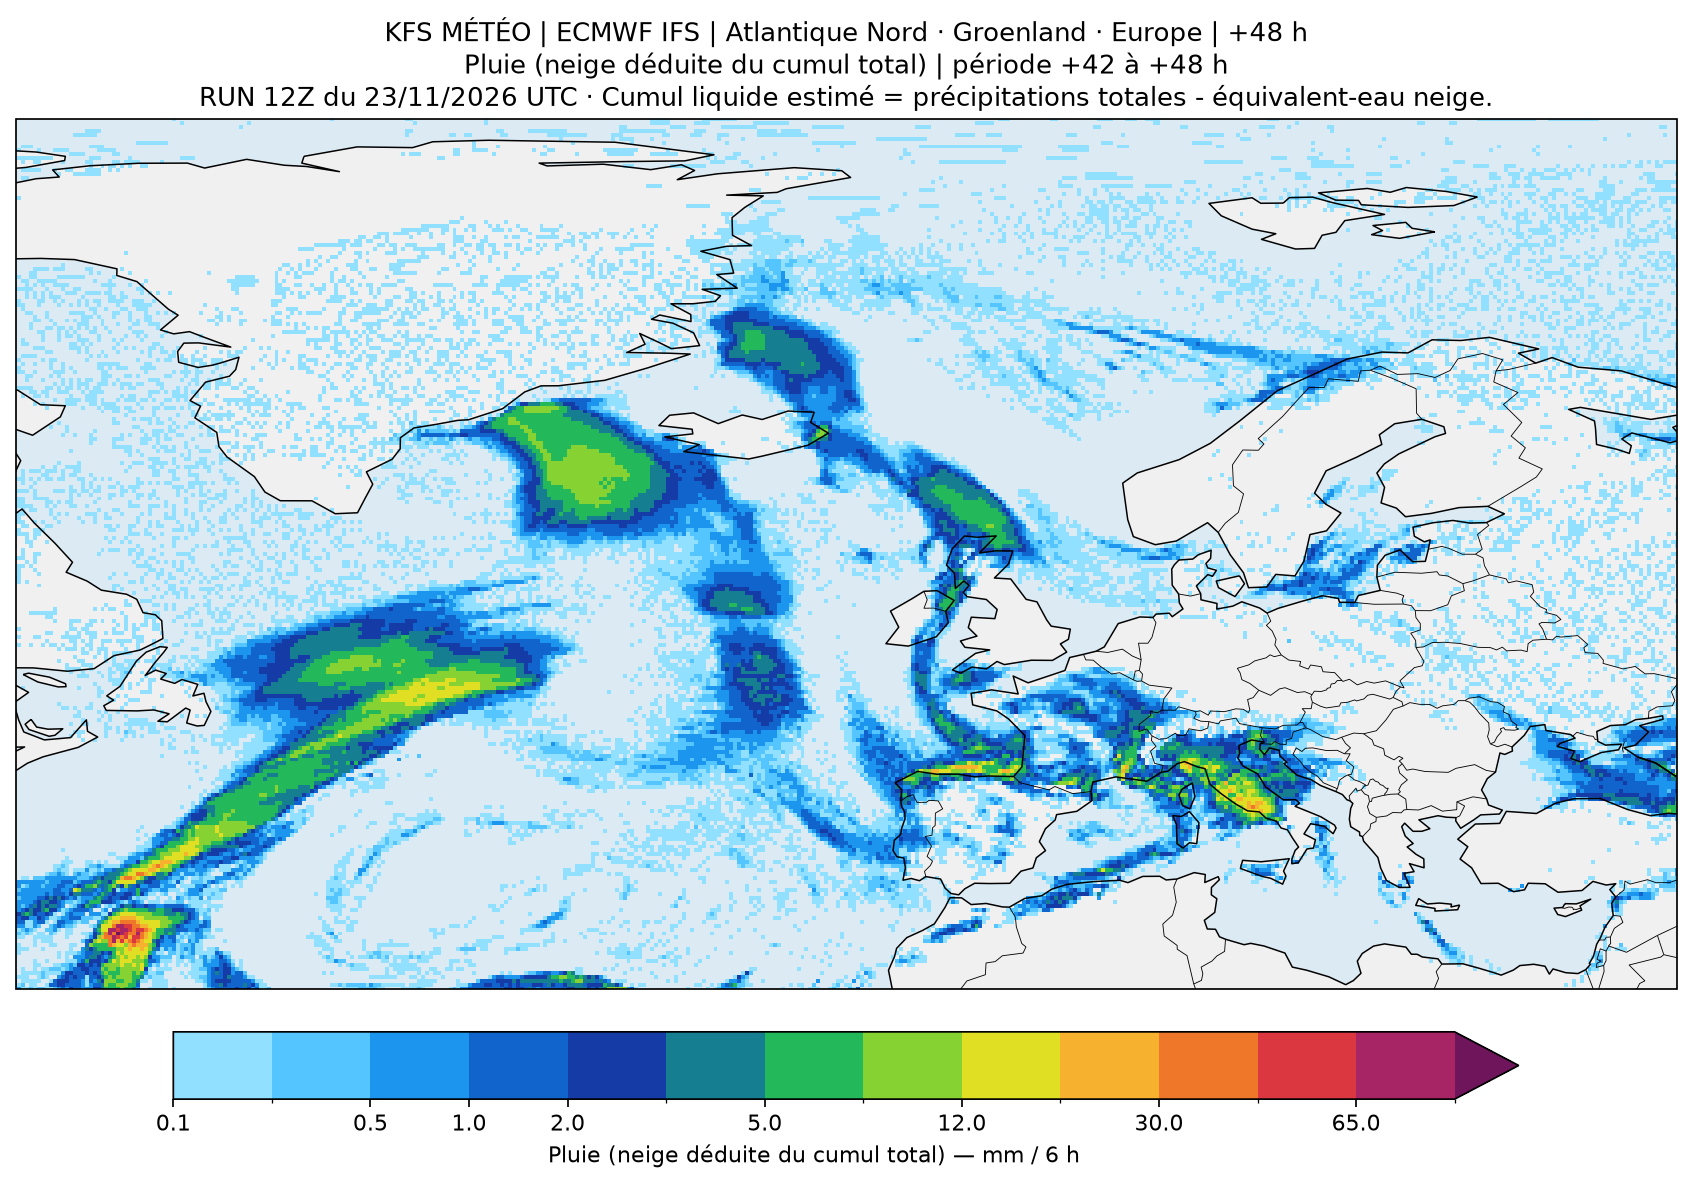 KFS MÉTÉO | ECMWF IFS | Atlantique Nord · Groenland · Europe | +48 h
Pluie (neige déduite du cumul total) | période +42 à +48 h
RUN 12Z du 23/11/2026 UTC · Cumul liquide estimé = précipitations totales - équivalent-eau neige.
0.1 0.5 1.0 2.0 5.0 12.0 30.0 65.0
Pluie (neige déduite du cumul total) — mm / 6 h